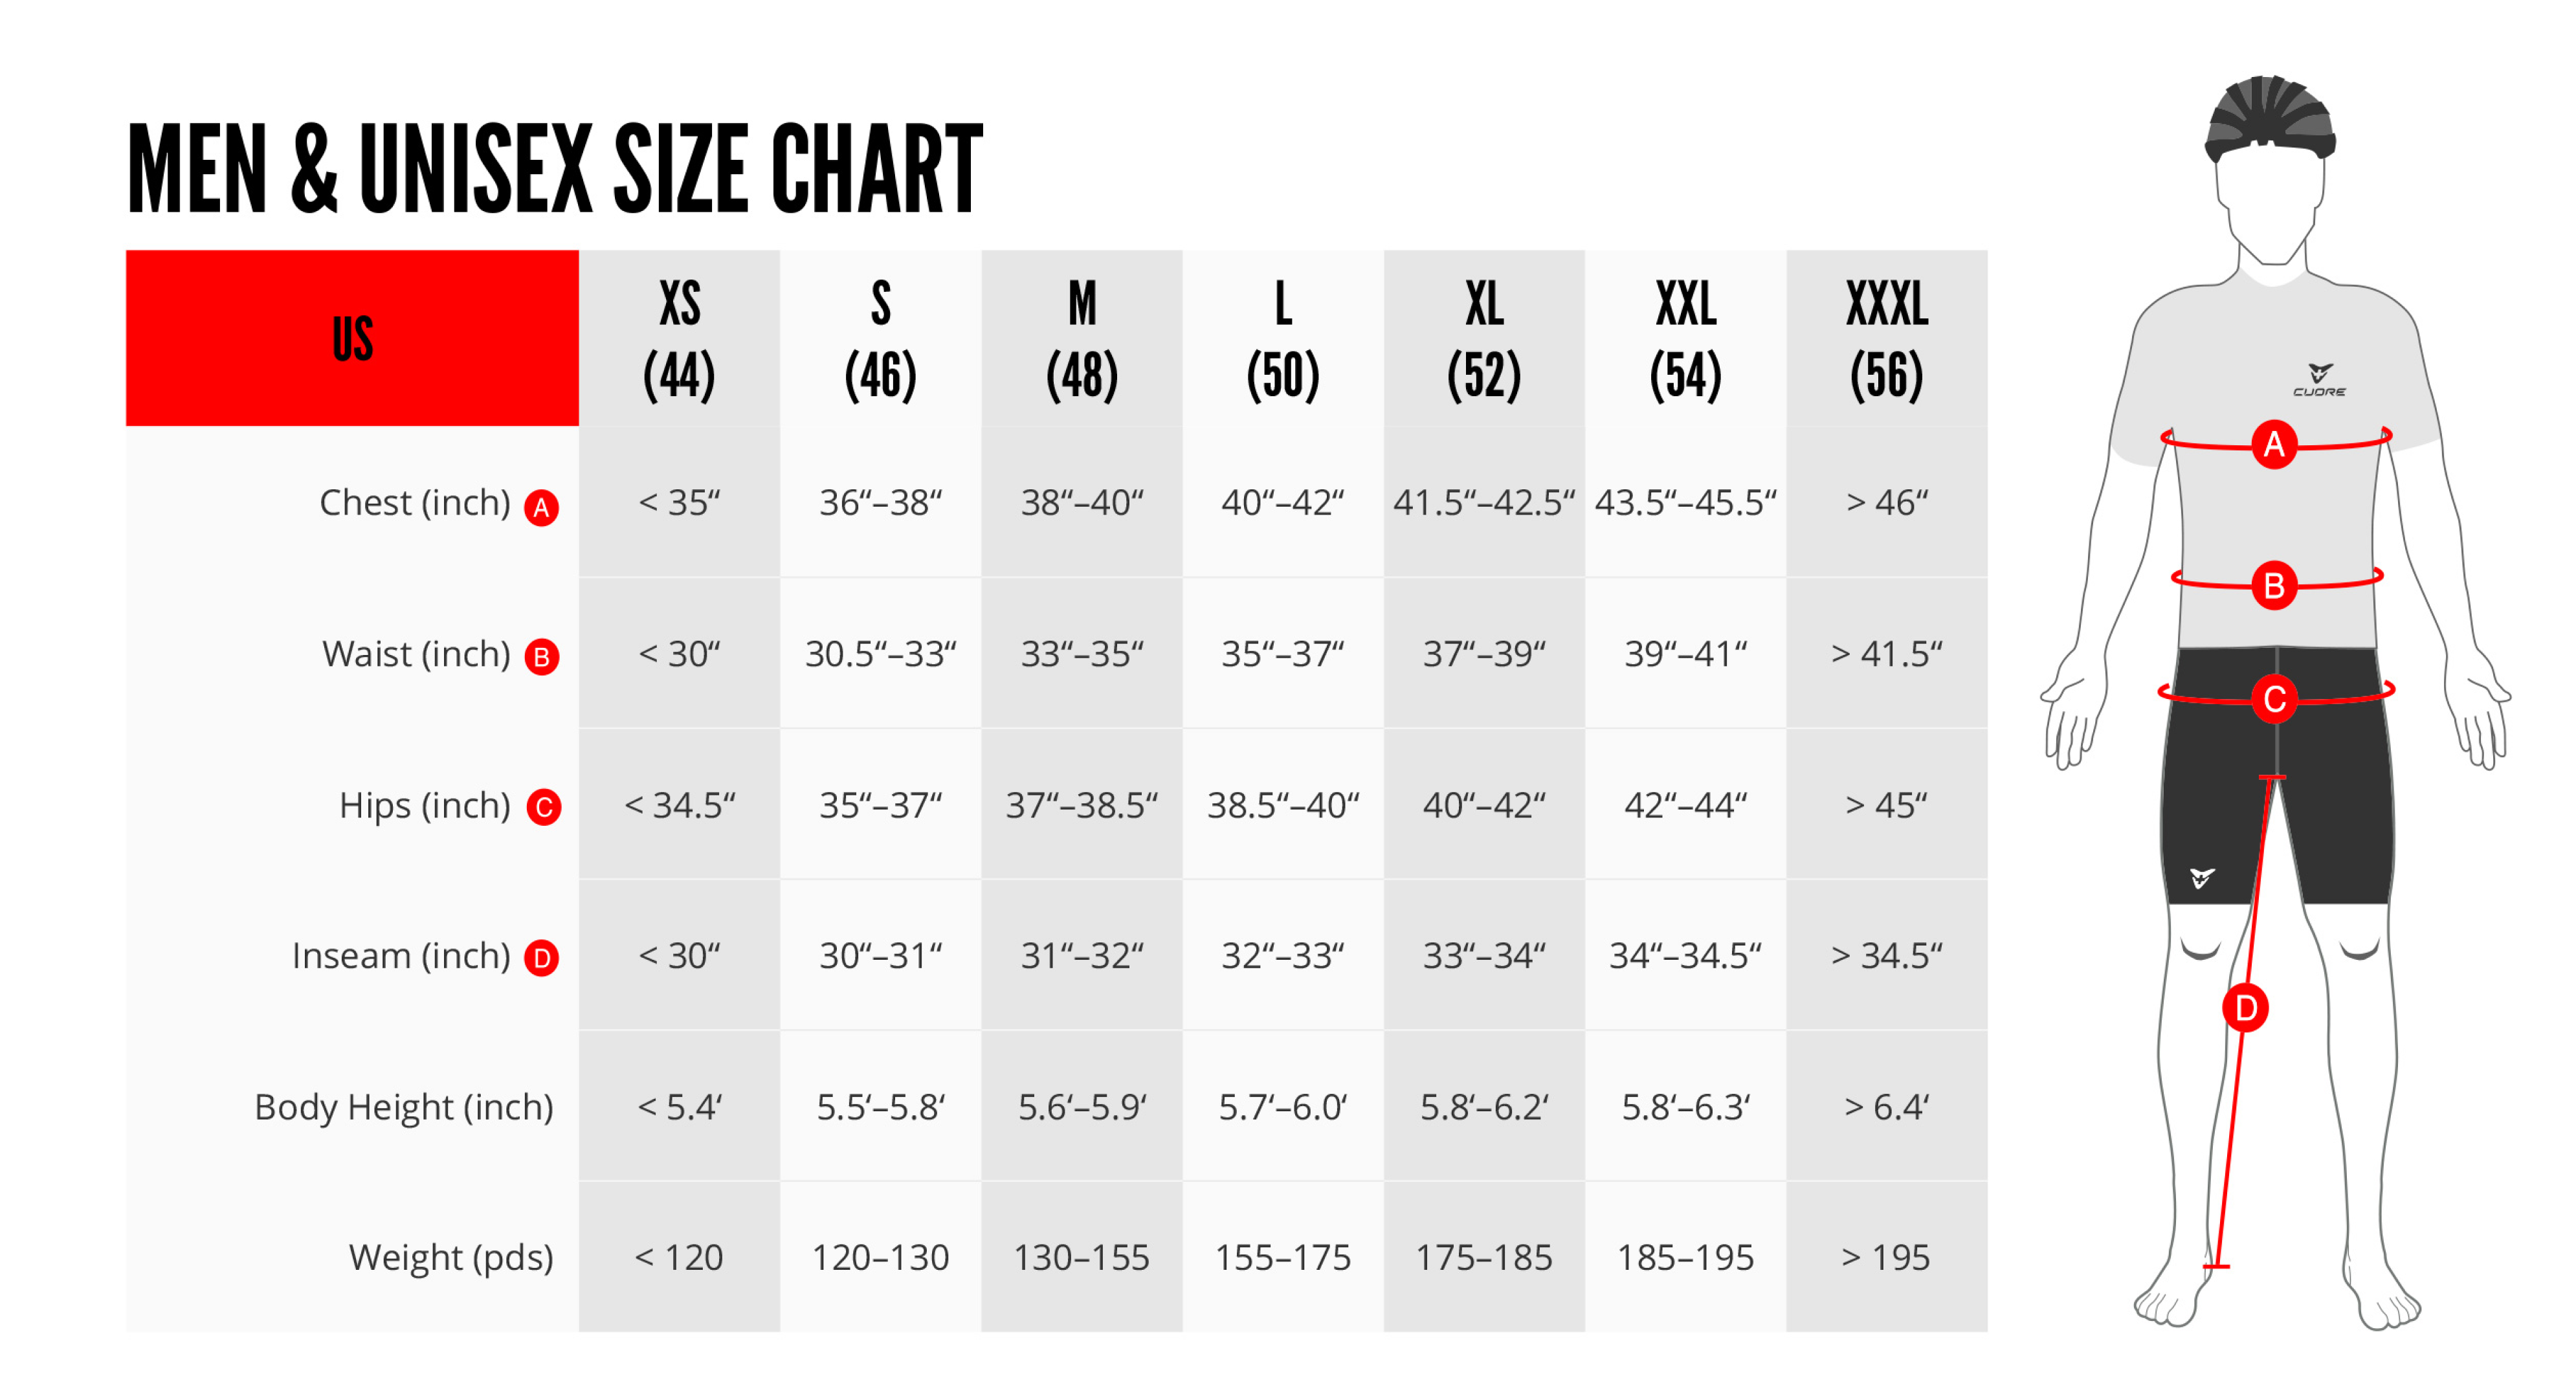 MEN & UNISEX SIZE CHART
US XS (44) S (46) M (48) L (50) XL (52) XXL (54) XXXL (56)
Chest (inch) A < 35“ 36“–38“ 38“–40“ 40“–42“ 41.5“–42.5“ 43.5“–45.5“ > 46“
Waist (inch) B < 30“ 30.5“–33“ 33“–35“ 35“–37“ 37“–39“ 39“–41“ > 41.5“
Hips (inch) C < 34.5“ 35“–37“ 37“–38.5“ 38.5“–40“ 40“–42“ 42“–44“ > 45“
Inseam (inch) D < 30“ 30“–31“ 31“–32“ 32“–33“ 33“–34“ 34“–34.5“ > 34.5“
Body Height (inch) < 5.4‘ 5.5‘–5.8‘ 5.6‘–5.9‘ 5.7‘–6.0‘ 5.8‘–6.2‘ 5.8‘–6.3‘ > 6.4‘
Weight (pds) < 120 120–130 130–155 155–175 175–185 185–195 > 195
CUORE
A
B
C
D